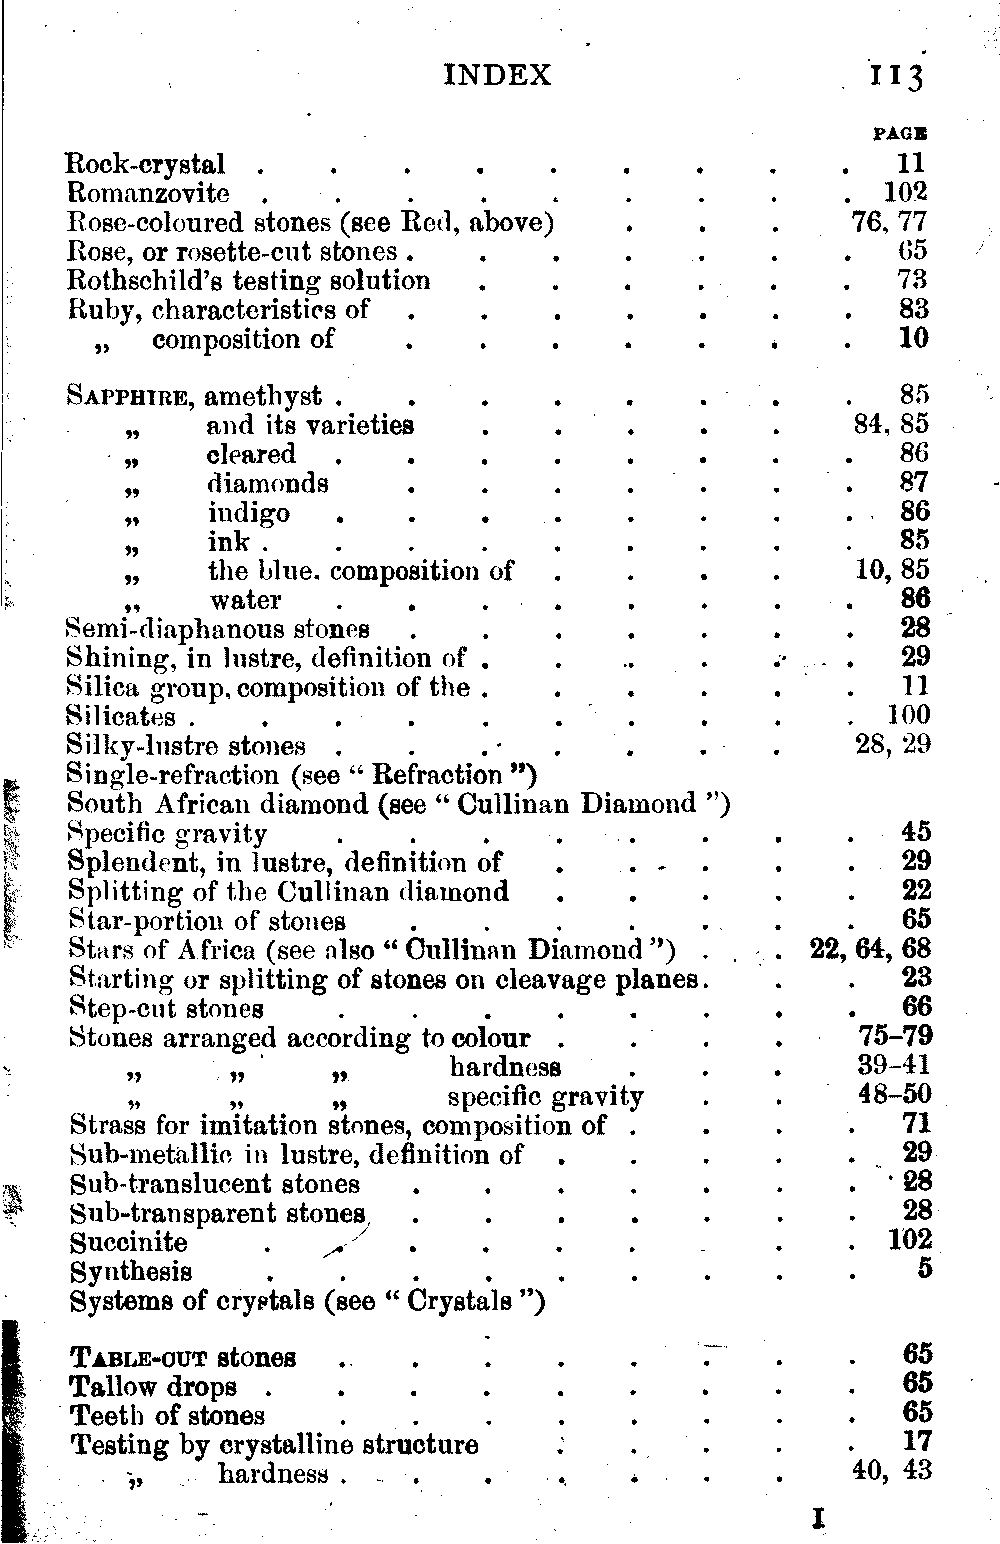 INDEX 113
PAGE
Rock-crystal . . . . . . . . . 11
Romanzovite . . . . . . . . . 102
Rose-coloured stones (see Red, above) . . . 76, 77
Rose, or rosette-cut stones . . . . . . . 65
Rothschild's testing solution . . . . . . 73
Ruby, characteristics of . . . . . . . 83
„ composition of . . . . . . . 10
SAPPHIRE, amethyst . . . . . . . . 85
„ and its varieties . . . . . 84, 85
„ cleared . . . . . . . . 86
„ diamonds . . . . . . . 87
„ indigo . . . . . . . . 86
„ ink . . . . . . . . . 85
„ the blue, composition of . . . . 10, 85
„ water . . . . . . . . 86
Semi-diaphanous stones . . . . . . . 28
Shining, in lustre, definition of . . . . . . 29
Silica group, composition of the . . . . . . 11
Silicates . . . . . . . . . . 100
Silky-lustre stones . . . . . . . 28, 29
Single-refraction (see “ Refraction ”)
South African diamond (see “ Cullinan Diamond ”)
Specific gravity . . . . . . . . 45
Splendent, in lustre, definition of . . . . . 29
Splitting of the Cullinan diamond . . . . . 22
Star-portion of stones . . . . . . . 65
Stars of Africa (see also “ Cullinan Diamond ”) . . 22, 64, 68
Starting or splitting of stones on cleavage planes . . . 23
Step-cut stones . . . . . . . . 66
Stones arranged according to colour . . . . 75–79
„ „ „ hardness . . . 39–41
„ „ „ specific gravity . . 48–50
Strass for imitation stones, composition of . . . . 71
Sub-metallic in lustre, definition of . . . . . 29
Sub-translucent stones . . . . . . . 28
Sub-transparent stones . . . . . . . 28
Succinite . . . . . . . . . 102
Synthesis . . . . . . . . . 5
Systems of crystals (see “ Crystals ”)
TABLE-CUT stones . . . . . . . . 65
Tallow drops . . . . . . . . . 65
Teeth of stones . . . . . . . . 65
Testing by crystalline structure . . . . . 17
„ hardness . . . . . . . 40, 43
I